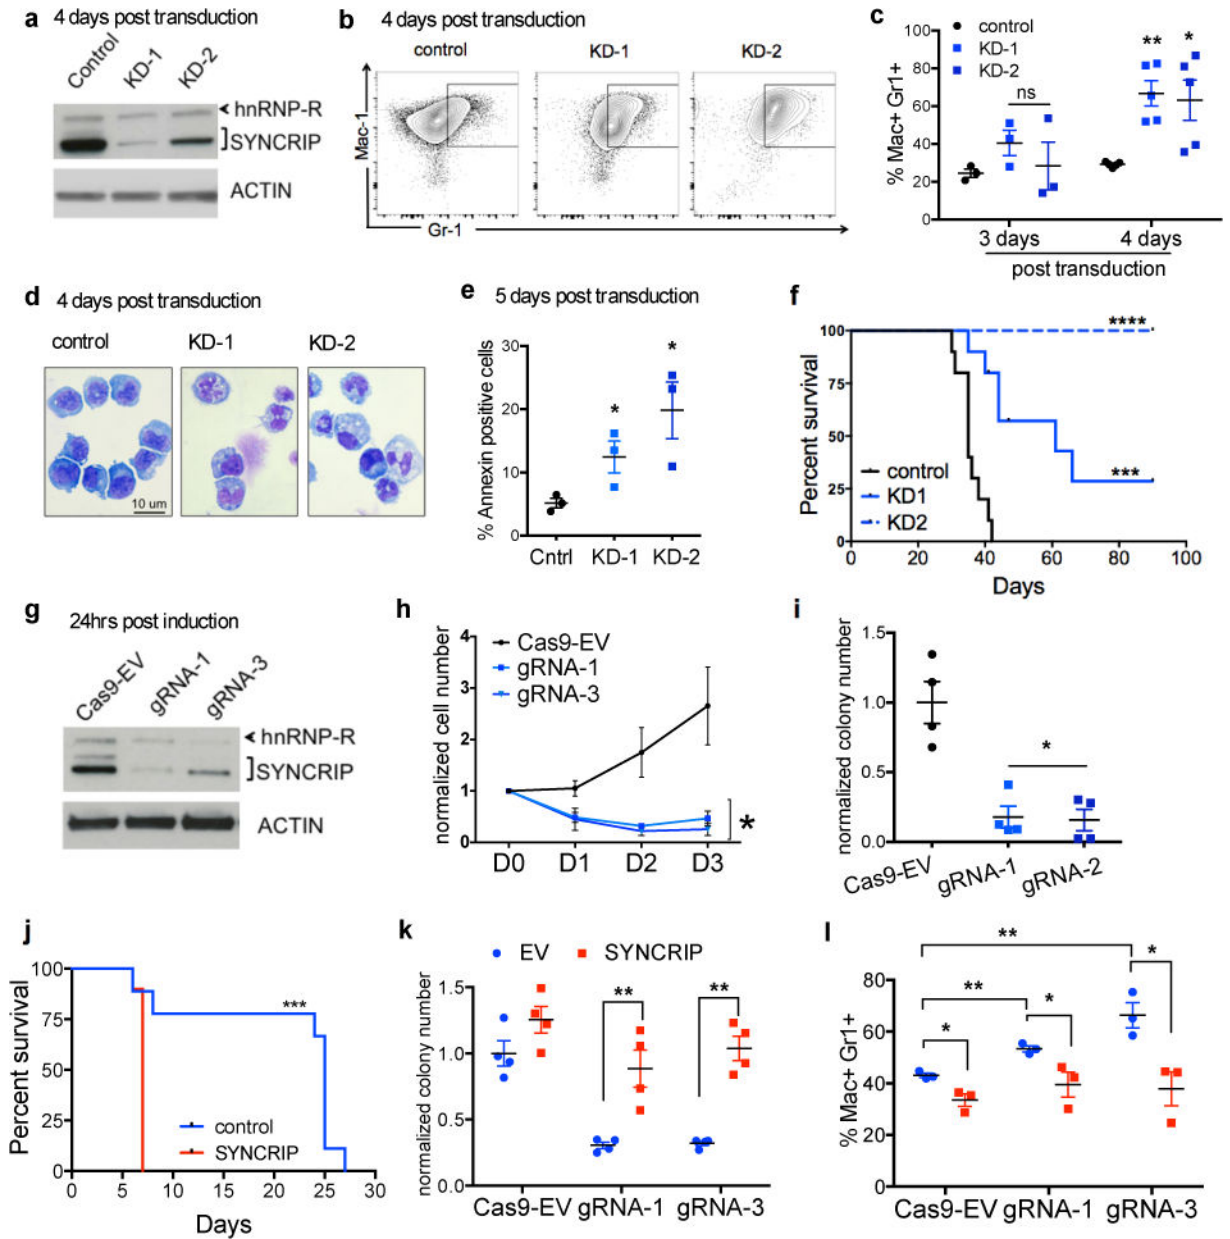 a 4 days post transduction
Control KD-1 KD-2
hnRNP-R
SYNCRIP
ACTIN
b 4 days post transduction
control KD-1 KD-2
Mac-1
Gr-1
c
control
KD-1
KD-2
% Mac+ Gr1+
100
80
60
40
20
0
ns
** *
3 days 4 days
post transduction
d 4 days post transduction
control KD-1 KD-2
10 um
e 5 days post transduction
% Annexin positive cells
30
20
10
0
* *
Cntrl KD-1 KD-2
f
Percent survival
100
75
50
25
0
****
***
control
KD1
KD2
0 20 40 60 80 100
Days
g 24hrs post induction
Cas9-EV gRNA-1 gRNA-3
hnRNP-R
SYNCRIP
ACTIN
h
normalized cell number
4
3
2
1
0
Cas9-EV
gRNA-1
gRNA-3
*
D0 D1 D2 D3
i
normalized colony number
1.5
1.0
0.5
0.0
*
Cas9-EV gRNA-1 gRNA-2
j
Percent survival
100
75
50
25
0
***
control
SYNCRIP
0 5 10 15 20 25 30
Days
k
EV SYNCRIP
normalized colony number
1.5
1.0
0.5
0.0
** **
Cas9-EV gRNA-1 gRNA-3
l
% Mac+ Gr1+
80
60
40
20
0
**
** *
* *
Cas9-EV gRNA-1 gRNA-3